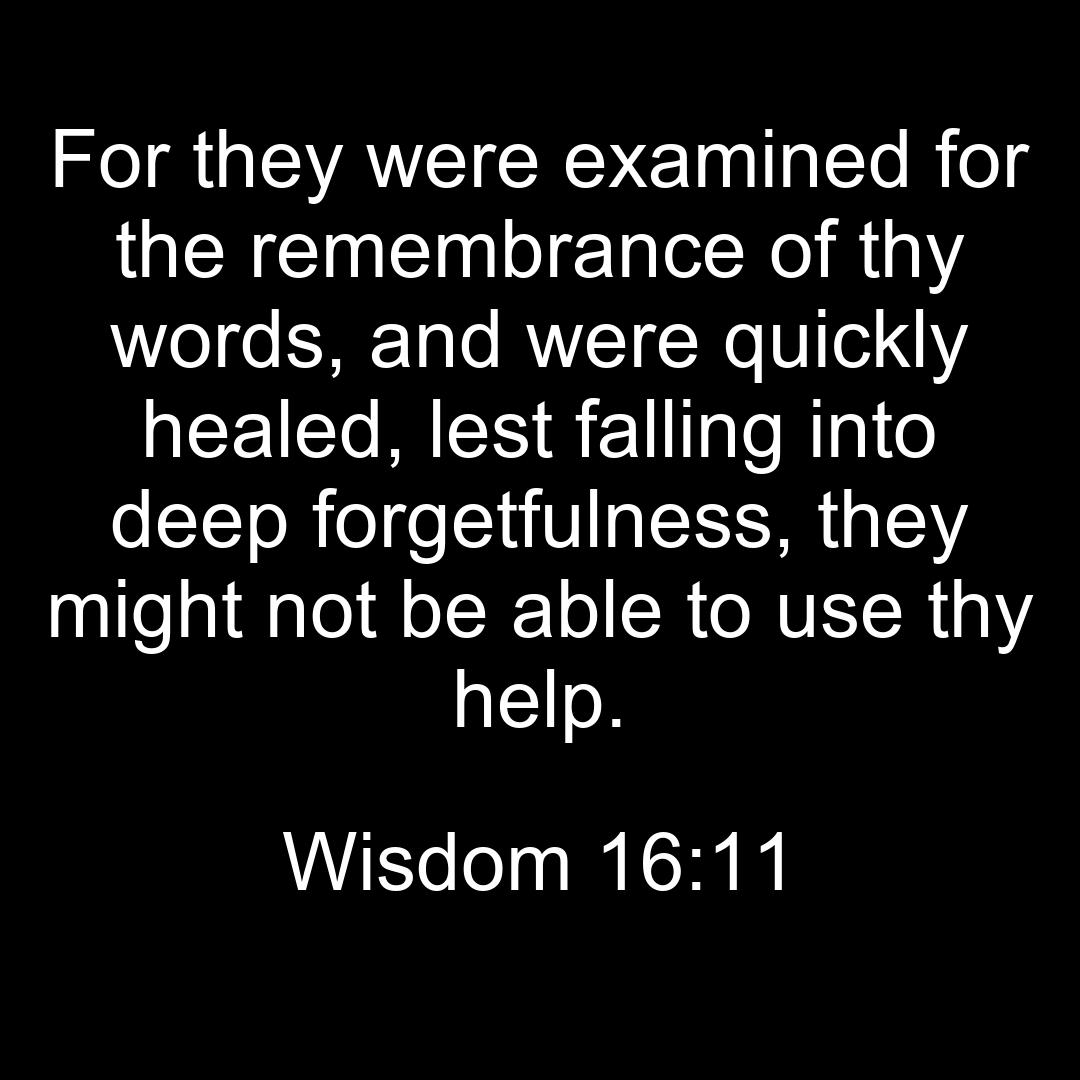 For they were examined for
the remembrance of thy
words, and were quickly
healed, lest falling into
deep forgetfulness, they
might not be able to use thy
help.
Wisdom 16:11